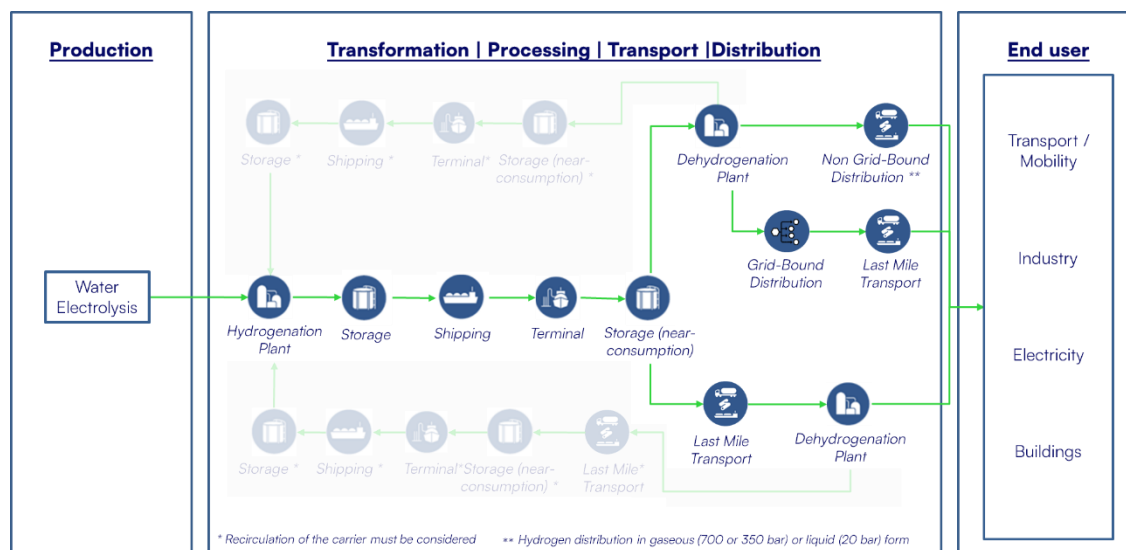 Production
Transformation | Processing | Transport |Distribution
End user
Storage *
Shipping *
Terminal*
Storage (near-
consumption) *
Dehydrogenation
Plant
Non Grid-Bound
Distribution **
Transport /
Mobility
Grid-Bound
Distribution
Last Mile
Transport
Industry
Water
Electrolysis
Hydrogenation
Plant
Storage
Shipping
Terminal
Storage (near-
consumption)
Electricity
Last Mile
Transport
Dehydrogenation
Plant
Buildings
Storage *
Shipping *
Terminal*
Storage (near-
consumption) *
Last Mile*
Transport
* Recirculation of the carrier must be considered
** Hydrogen distribution in gaseous (700 or 350 bar) or liquid (20 bar) form